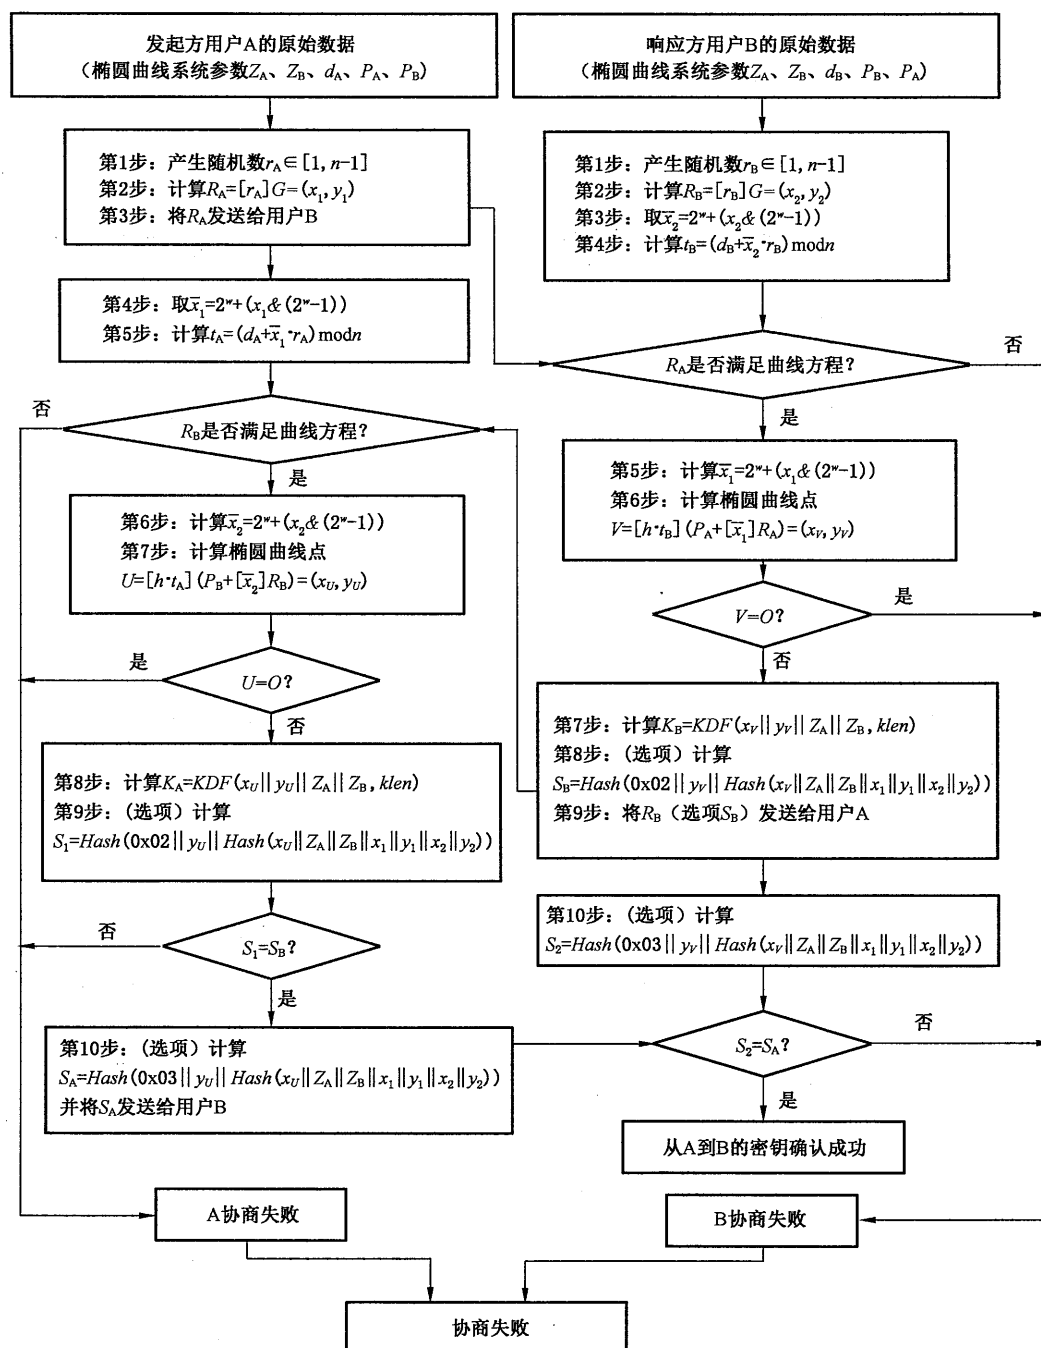 发起方用户A的原始数据
（椭圆曲线系统参数Z_A、Z_B、d_A、P_A、P_B）
响应方用户B的原始数据
（椭圆曲线系统参数Z_A、Z_B、d_B、P_B、P_A）
第1步：产生随机数r_A∈[1, n-1]
第2步：计算R_A=[r_A]G=(x_1, y_1)
第3步：将R_A发送给用户B
第1步：产生随机数r_B∈[1, n-1]
第2步：计算R_B=[r_B]G=(x_2, y_2)
第3步：取x̅_2=2^w+(x_2&(2^w-1))
第4步：计算t_B=(d_B+x̅_2·r_B) modn
第4步：取x̅_1=2^w+(x_1&(2^w-1))
第5步：计算t_A=(d_A+x̅_1·r_A) modn
R_A是否满足曲线方程？
否
是
否
R_B是否满足曲线方程？
是
第5步：计算x̅_1=2^w+(x_1&(2^w-1))
第6步：计算椭圆曲线点
V=[h·t_B](P_A+[x̅_1]R_A)=(x_V, y_V)
第6步：计算x̅_2=2^w+(x_2&(2^w-1))
第7步：计算椭圆曲线点
U=[h·t_A](P_B+[x̅_2]R_B)=(x_U, y_U)
V=O？
是
否
是
U=O？
否
第7步：计算K_B=KDF(x_V||y_V||Z_A||Z_B, klen)
第8步：(选项) 计算
S_B=Hash(0x02||y_V||Hash(x_V||Z_A||Z_B||x_1||y_1||x_2||y_2))
第9步：将R_B（选项S_B）发送给用户A
第8步：计算K_A=KDF(x_U||y_U||Z_A||Z_B, klen)
第9步：(选项) 计算
S_1=Hash(0x02||y_U||Hash(x_U||Z_A||Z_B||x_1||y_1||x_2||y_2))
第10步：(选项) 计算
S_2=Hash(0x03||y_V||Hash(x_V||Z_A||Z_B||x_1||y_1||x_2||y_2))
否
S_1=S_B？
是
第10步：(选项) 计算
S_A=Hash(0x03||y_U||Hash(x_U||Z_A||Z_B||x_1||y_1||x_2||y_2))
并将S_A发送给用户B
S_2=S_A？
否
是
从A到B的密钥确认成功
A协商失败
B协商失败
协商失败